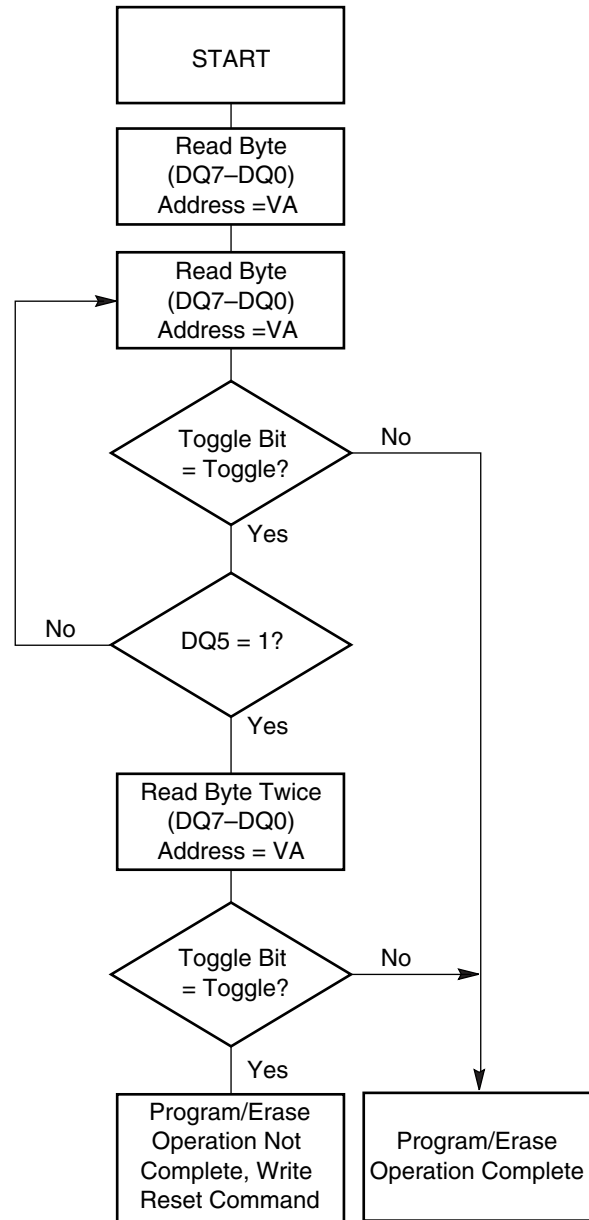 START
Read Byte
(DQ7–DQ0)
Address =VA
Read Byte
(DQ7–DQ0)
Address =VA
Toggle Bit
= Toggle?
No
Yes
No
DQ5 = 1?
Yes
Read Byte Twice
(DQ7–DQ0)
Address = VA
Toggle Bit
= Toggle?
No
Yes
Program/Erase
Operation Not
Complete, Write
Reset Command
Program/Erase
Operation Complete